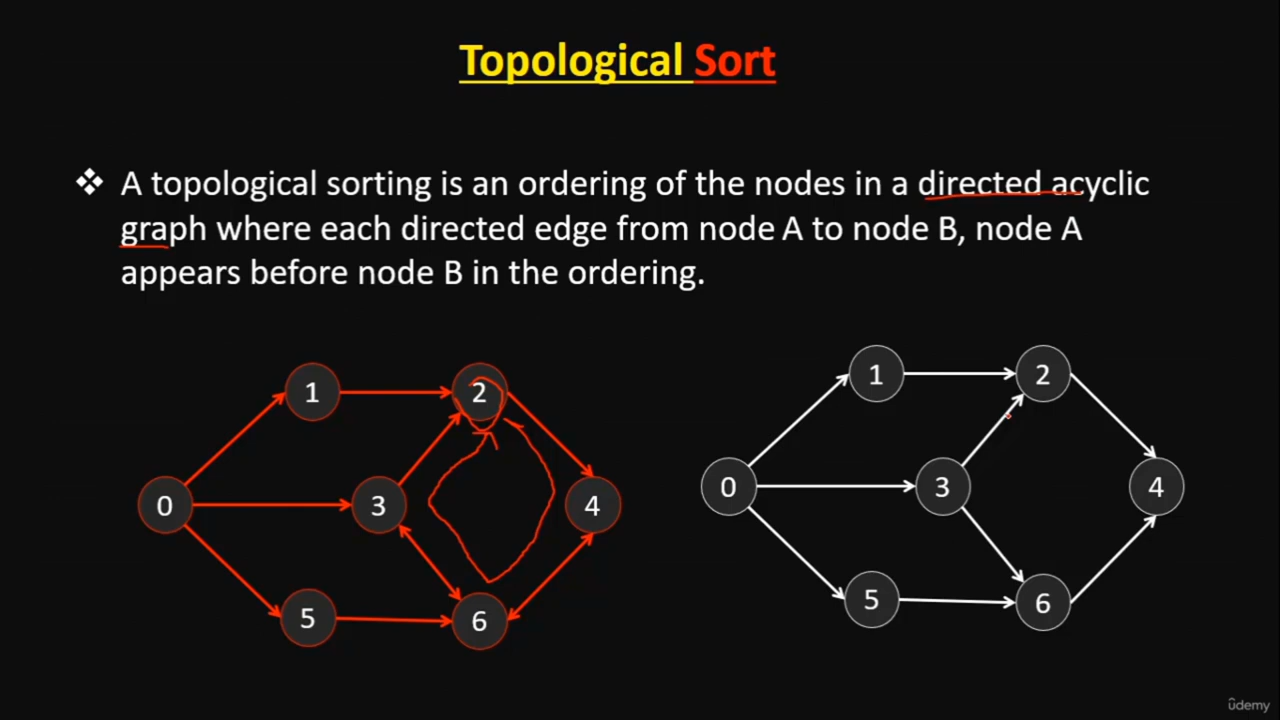 Topological Sort
❖ A topological sorting is an ordering of the nodes in a directed acyclic
graph where each directed edge from node A to node B, node A
appears before node B in the ordering.
1 2
0 3 4
5 6
1 2
0 3 4
5 6
ûdemy